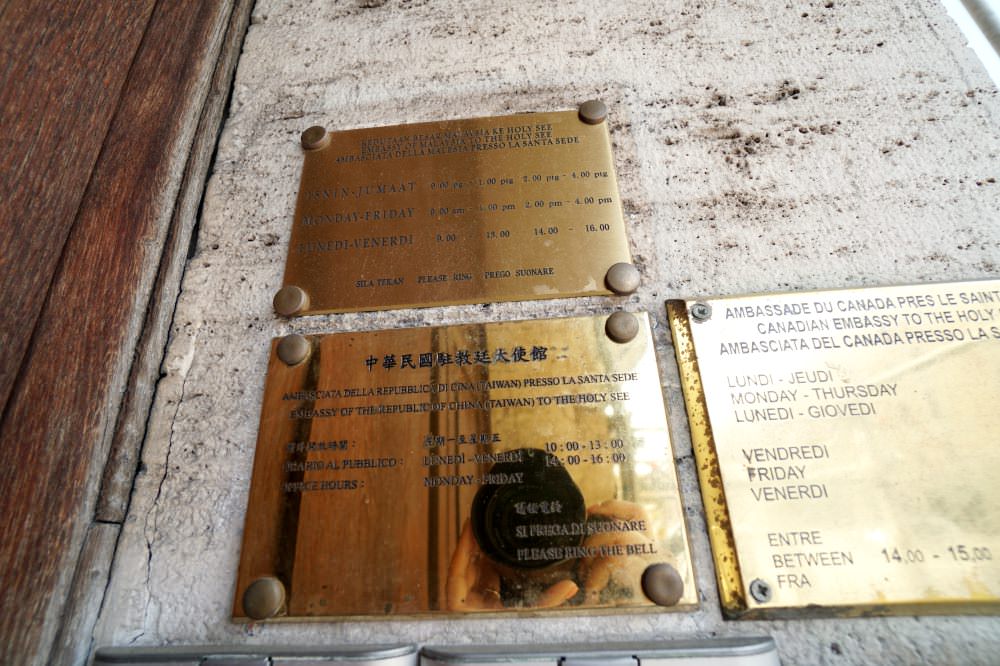 KEDUTAAN BESAR MALAYSIA KE HOLY SEE
EMBASSY OF MALAYSIA TO THE HOLY SEE
AMBASCIATA DELLA MALESIA PRESSO LA SANTA SEDE
ISNIN-JUMAAT 9.00 pg - 1.00 ptg 2.00 ptg - 4.00 ptg
MONDAY-FRIDAY 9.00 am - 1.00 pm 2.00 pm - 4.00 pm
LUNEDI-VENERDI 9.00 13.00 14.00 - 16.00
SILA TEKAN PLEASE RING PREGO SUONARE
中華民國駐教廷大使館
AMBASCIATA DELLA REPUBBLICA DI CINA (TAIWAN) PRESSO LA SANTA SEDE
EMBASSY OF THE REPUBLIC OF CHINA (TAIWAN) TO THE HOLY SEE
星期一至星期五
ORARIO AL PUBBLICO : LUNEDI - VENERDI 10:00 - 13:00
OFFICE HOURS : MONDAY - FRIDAY 14:00 - 16:00
請按電鈴
SI PREGA DI SUONARE
PLEASE RING THE BELL
AMBASSADE DU CANADA PRES LE SAINT
CANADIAN EMBASSY TO THE HOLY
AMBASCIATA DEL CANADA PRESSO LA S
LUNDI - JEUDI
MONDAY - THURSDAY
LUNEDI - GIOVEDI
VENDREDI
FRIDAY
VENERDI
ENTRE
BETWEEN 14.00 - 15.00
FRA